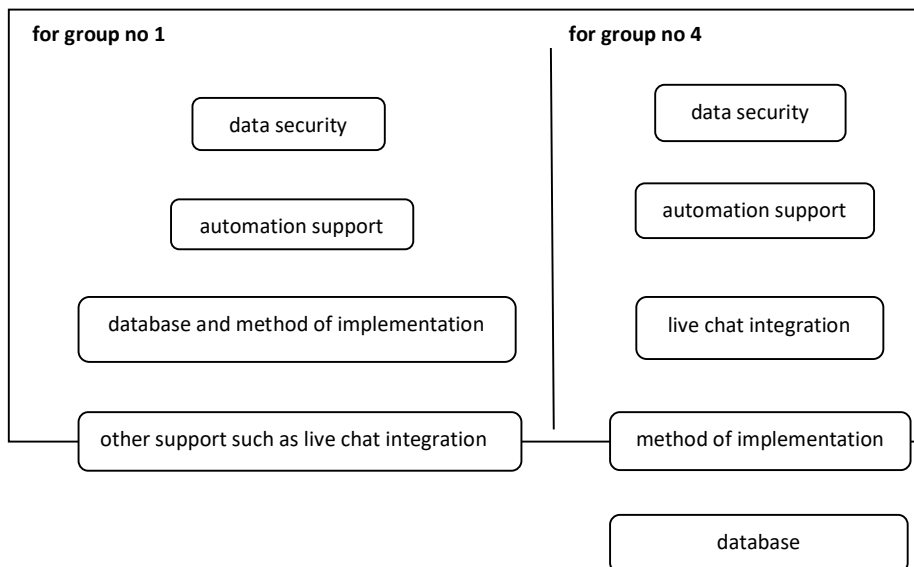 for group no 1
data security
automation support
database and method of implementation
other support such as live chat integration
for group no 4
data security
automation support
live chat integration
method of implementation
database